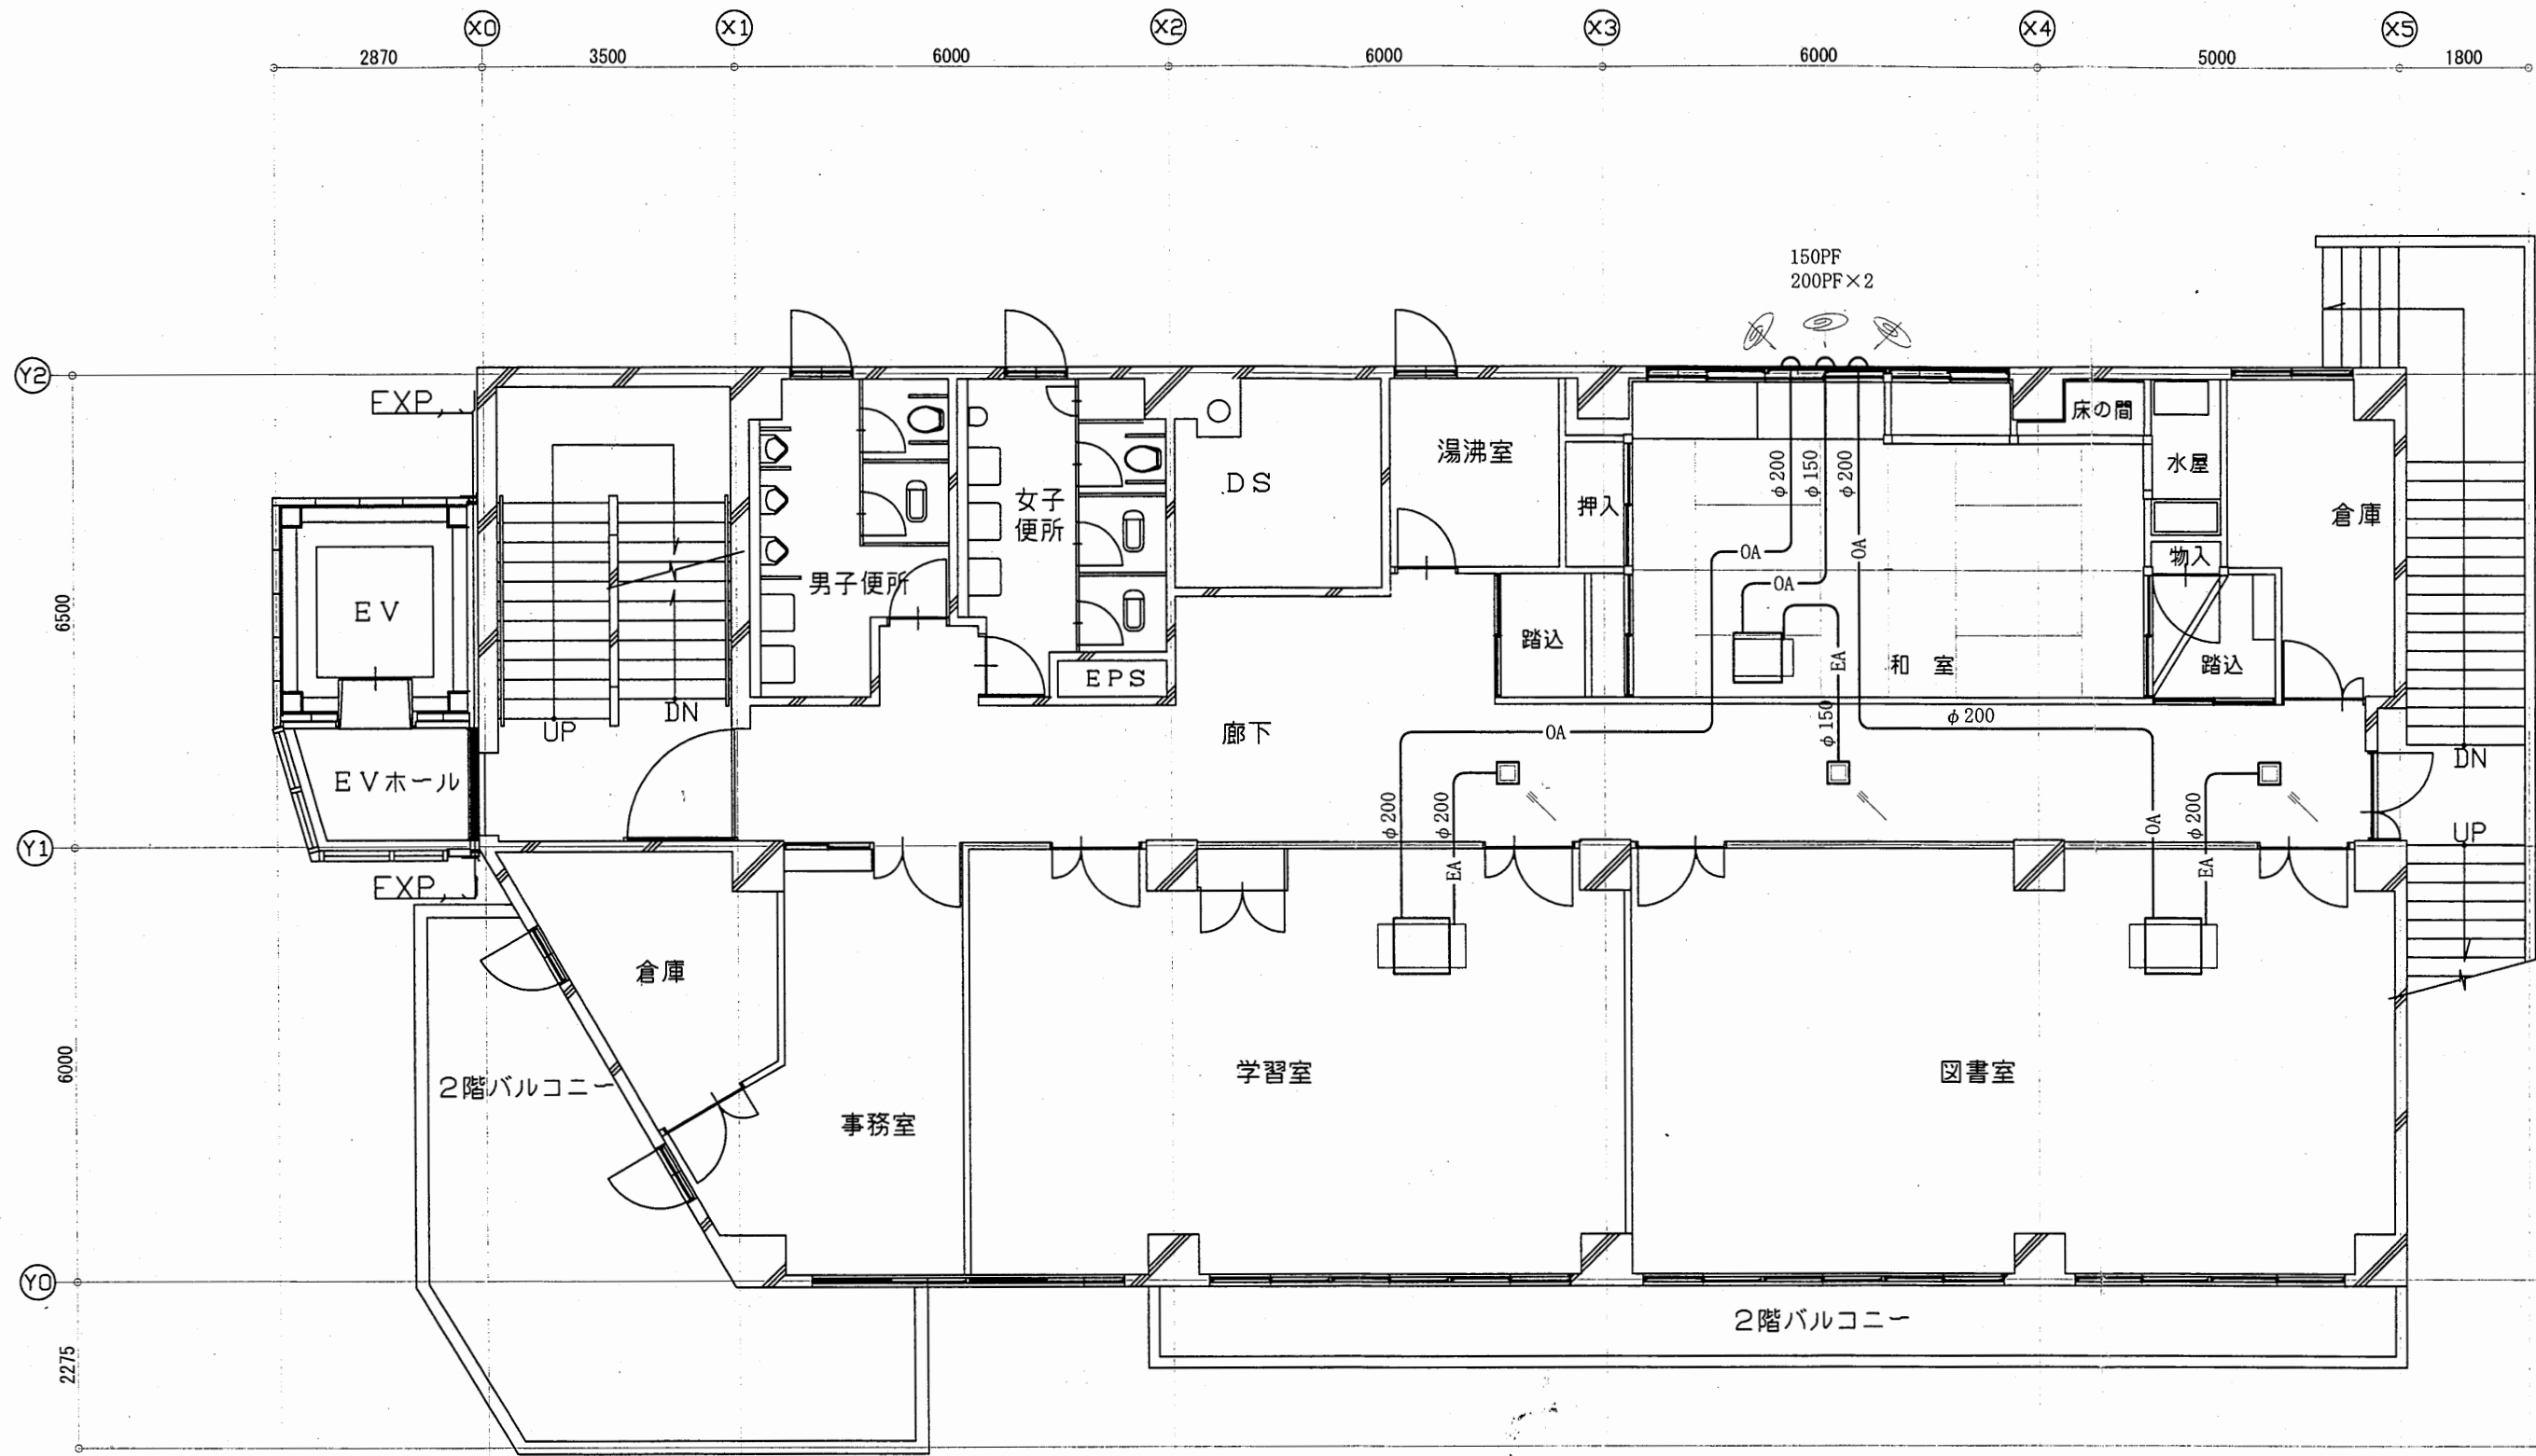 X0
X1
X2
X3
X4
X5
2870
3500
6000
6000
6000
5000
1800
150PF
200PF×2
Y2
EXP
床の間
湯沸室
水屋
DS
φ200
φ150
φ200
押入
女子
便所
倉庫
OA
OA
物入
男子便所
OA
EV
6500
踏込
EA
和 室
踏込
EPS
DN
UP
廊下
OA
φ150
φ200
DN
EVホール
φ200
φ200
OA
φ200
UP
Y1
EA
EA
EXP
倉庫
6000
2階バルコニー
学習室
図書室
事務室
Y0
2階バルコニー
2275